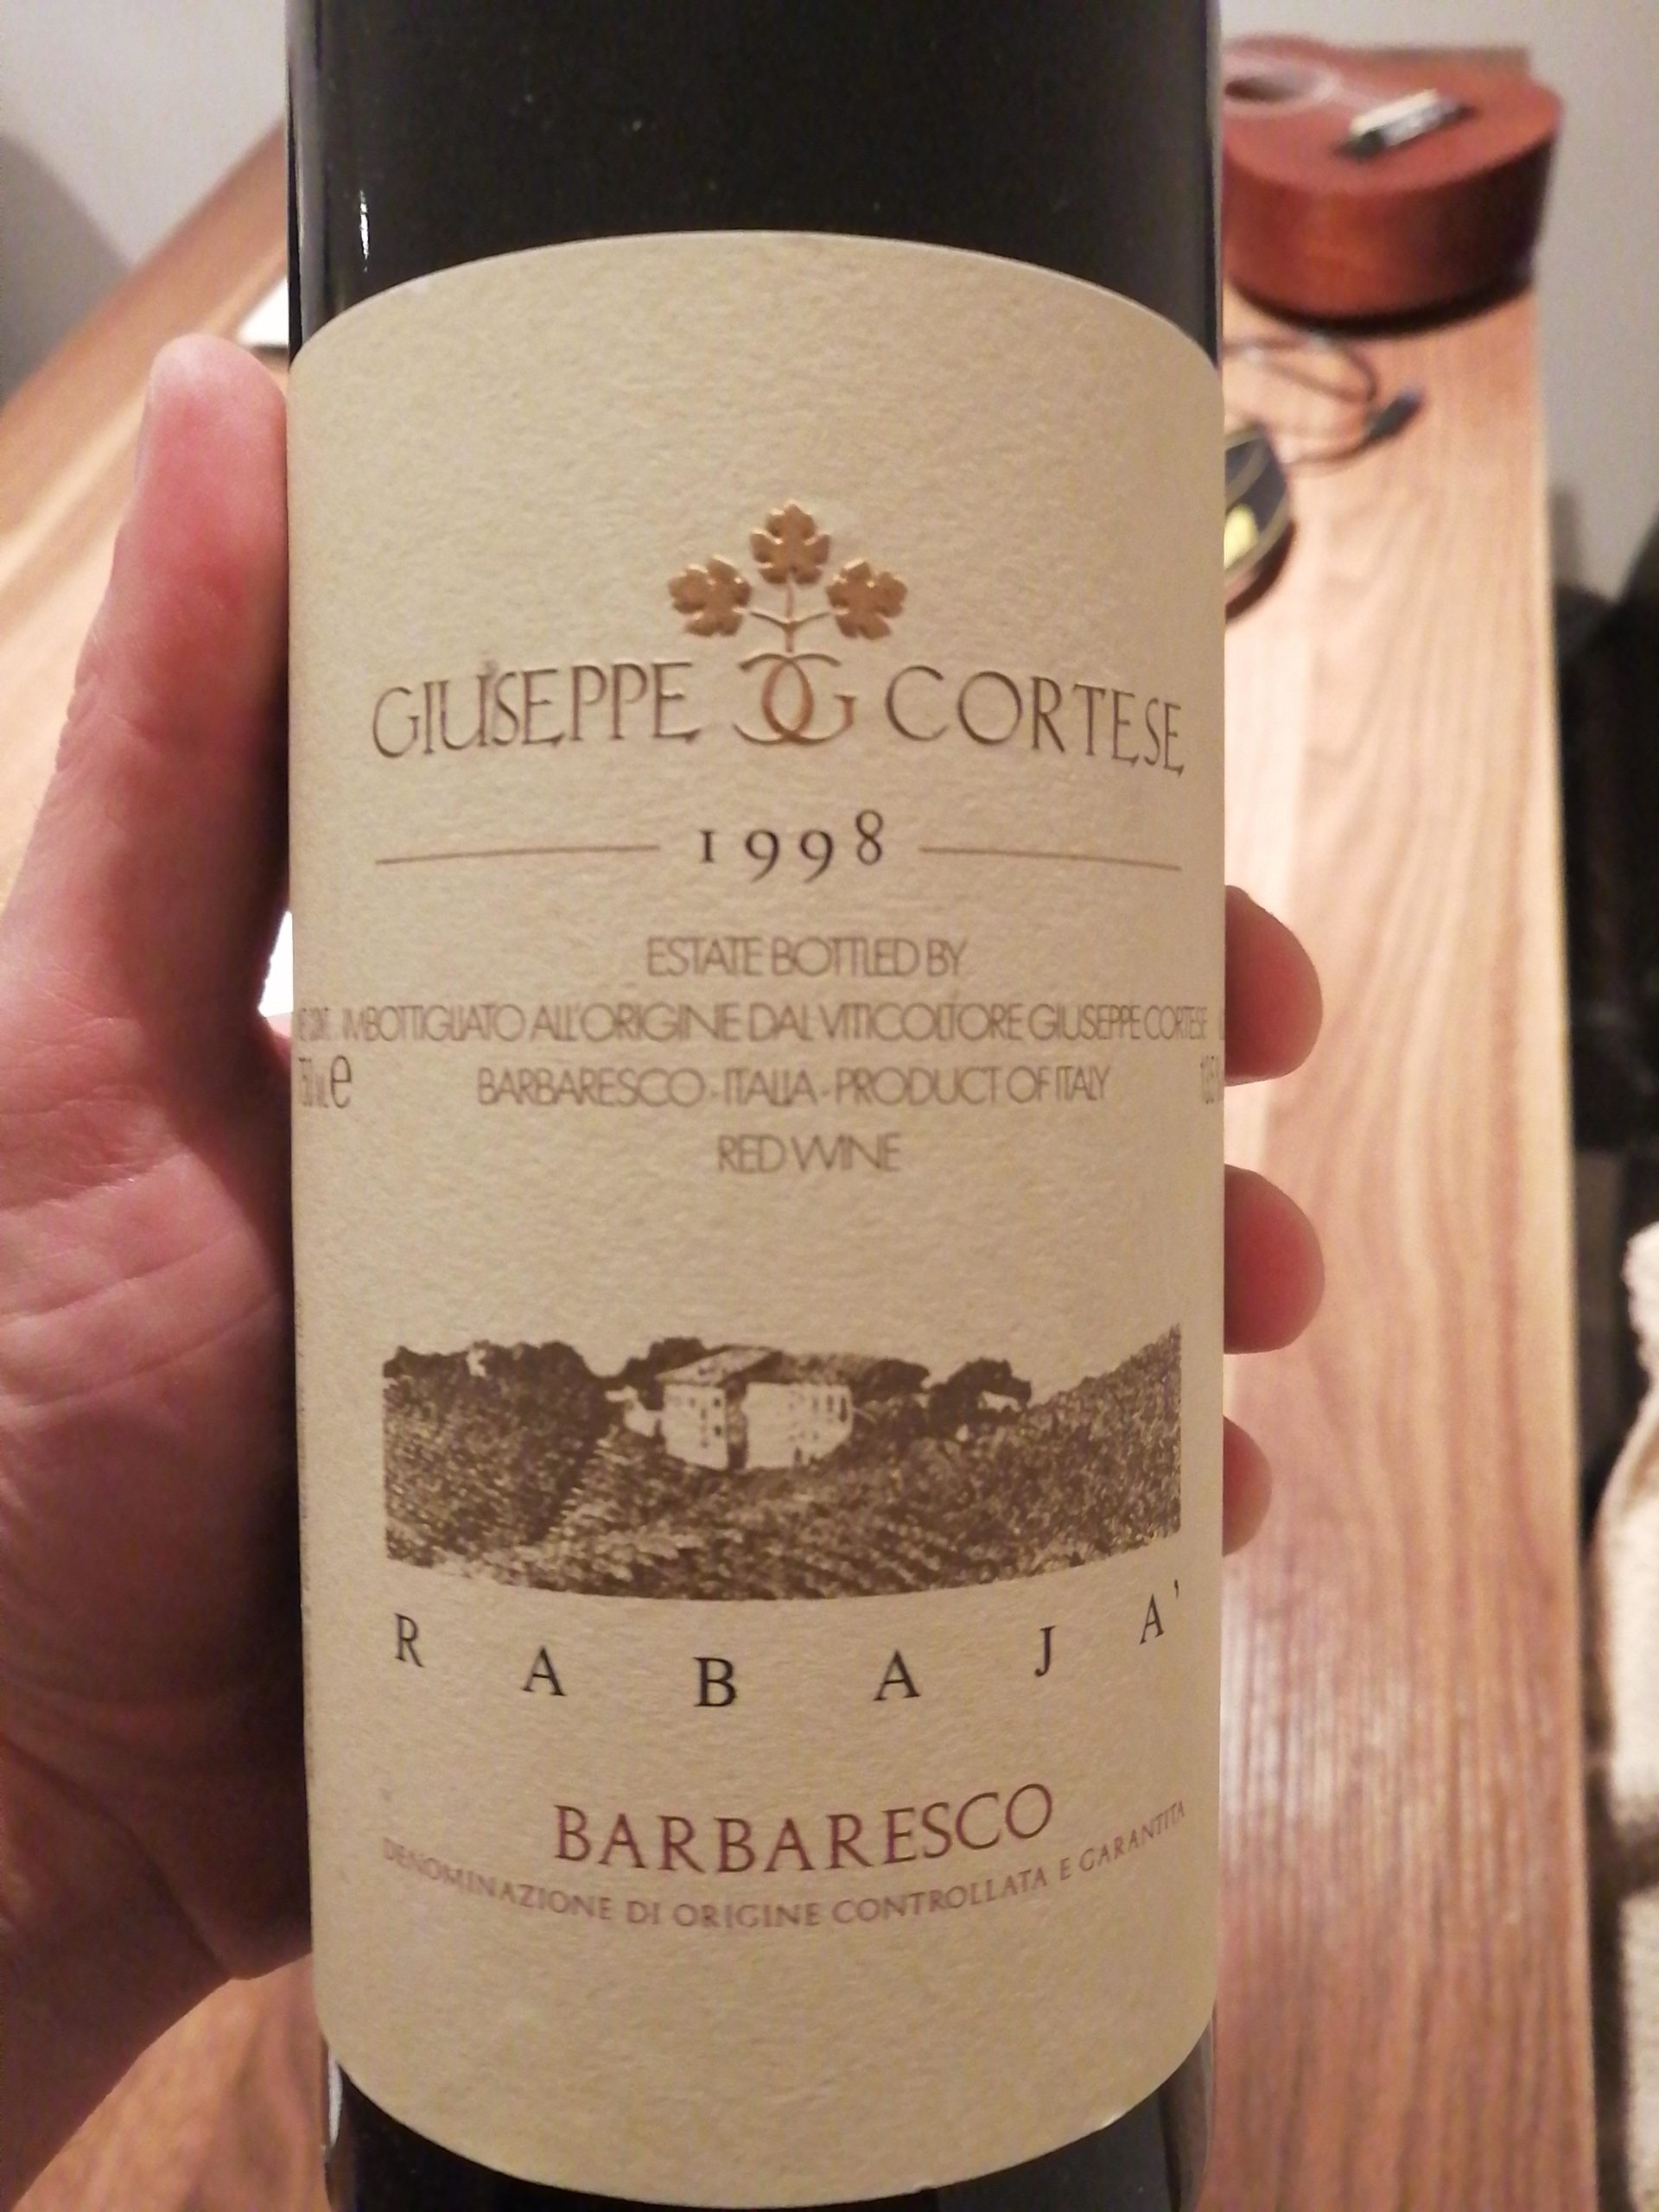 GIUSEPPE CG CORTESE
1998
ESTATE BOTTLED BY
IMBOTTIGLIATO ALL'ORIGINE DAL VITICOLTORE GIUSEPPE CORTESE
e BARBARESCO - ITALIA - PRODUCT OF ITALY
RED WINE
RABAJA'
BARBARESCO
DENOMINAZIONE DI ORIGINE CONTROLLATA E GARANTITA